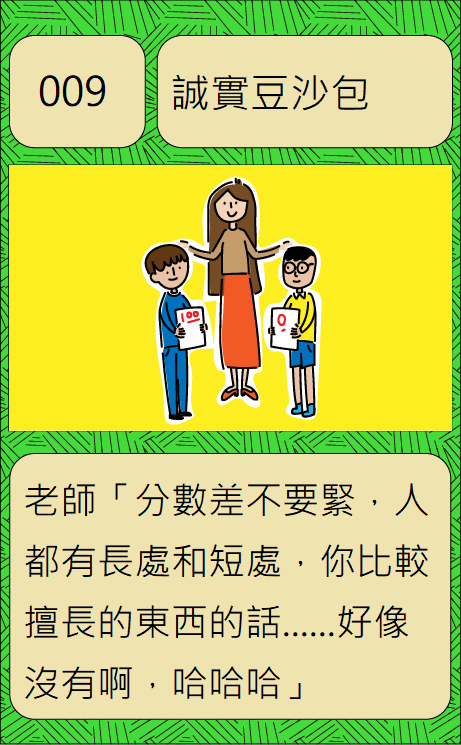 009
誠實豆沙包
100
0
老師「分數差不要緊，人
都有長處和短處，你比較
擅長的東西的話……好像
沒有啊，哈哈哈」